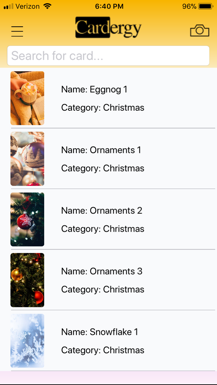 Verizon 6:40 PM 96%
Cardergy
Search for card...
Name: Eggnog 1
Category: Christmas
Name: Ornaments 1
Category: Christmas
Name: Ornaments 2
Category: Christmas
Name: Ornaments 3
Category: Christmas
Name: Snowflake 1
Category: Christmas